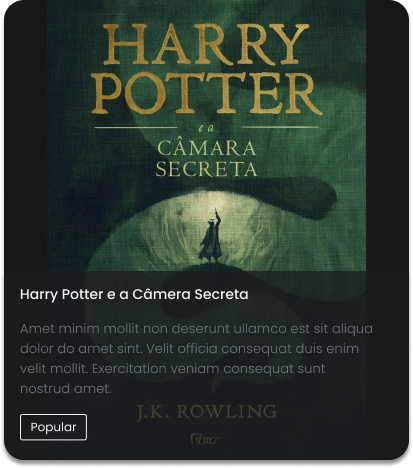 HARRY
POTTER
e a
CÂMARA
SECRETA
Harry Potter e a Câmera Secreta
Amet minim mollit non deserunt ullamco est sit aliqua
dolor do amet sint. Velit officia consequat duis enim
velit mollit. Exercitation veniam consequat sunt
nostrud amet.
J.K. ROWLING
Popular